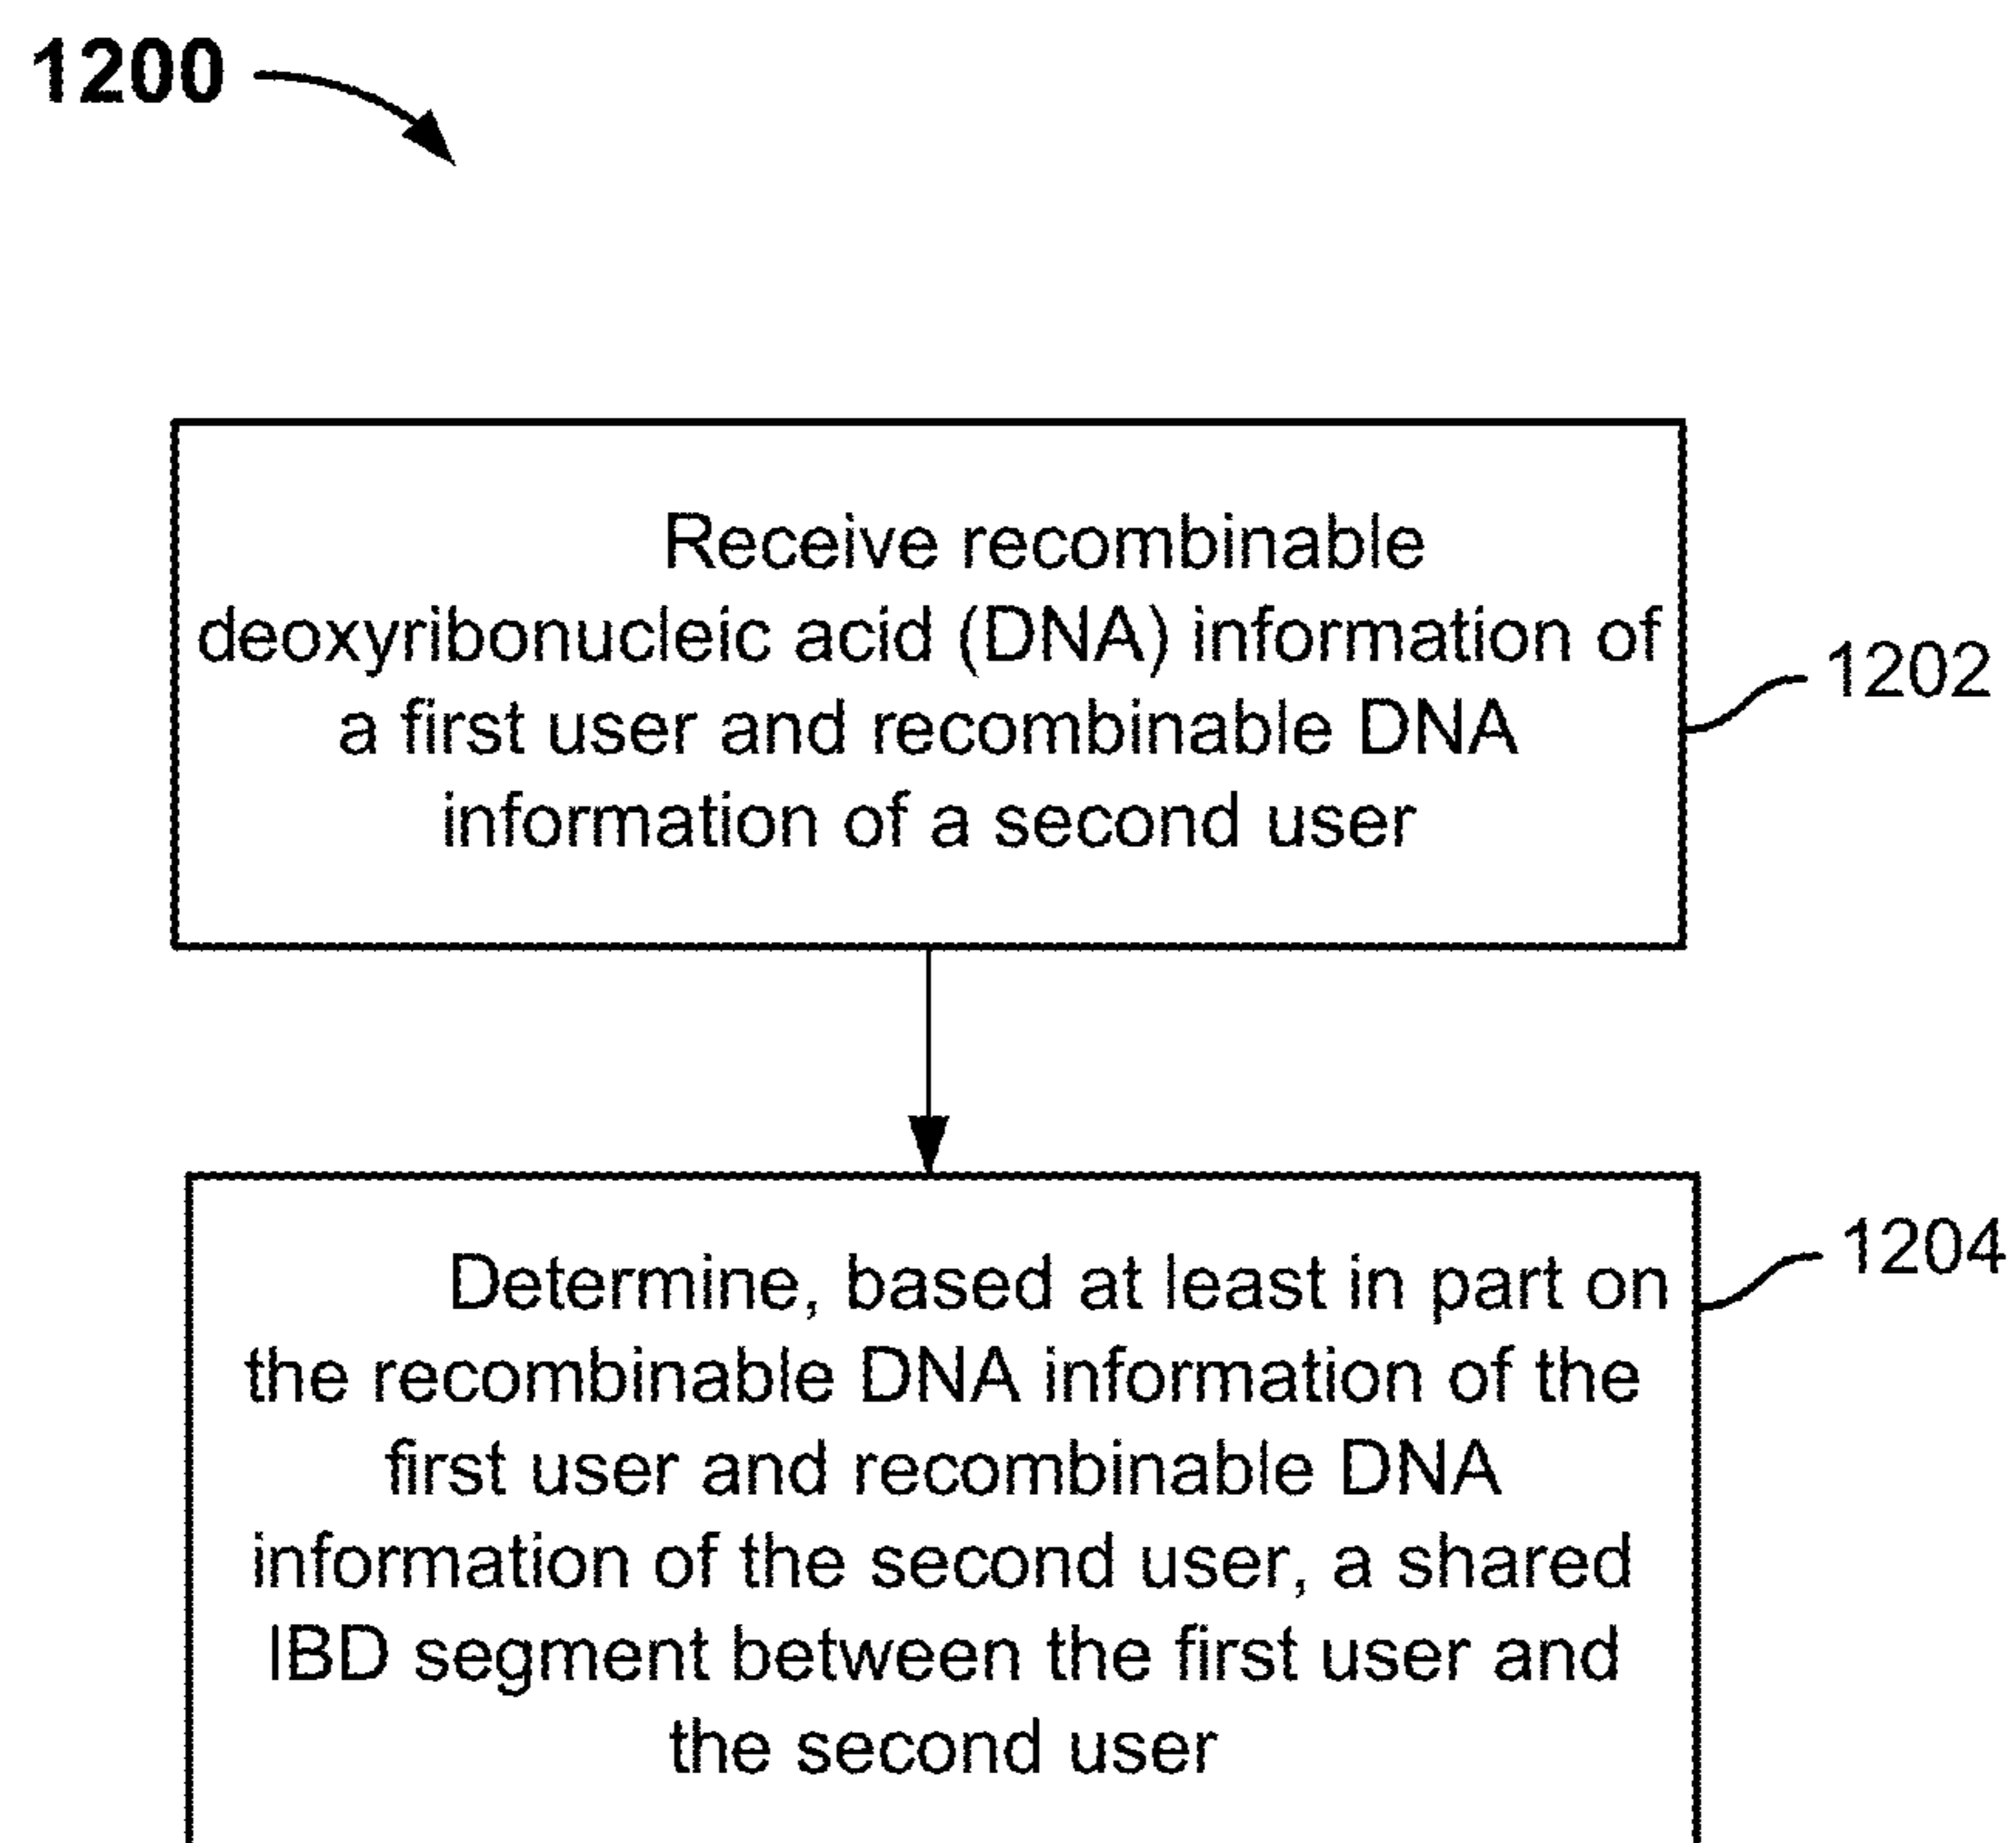 1200
Receive recombinable
deoxyribonucleic acid (DNA) information of
a first user and recombinable DNA
information of a second user
1202
Determine, based at least in part on
the recombinable DNA information of the
first user and recombinable DNA
information of the second user, a shared
IBD segment between the first user and
the second user
1204